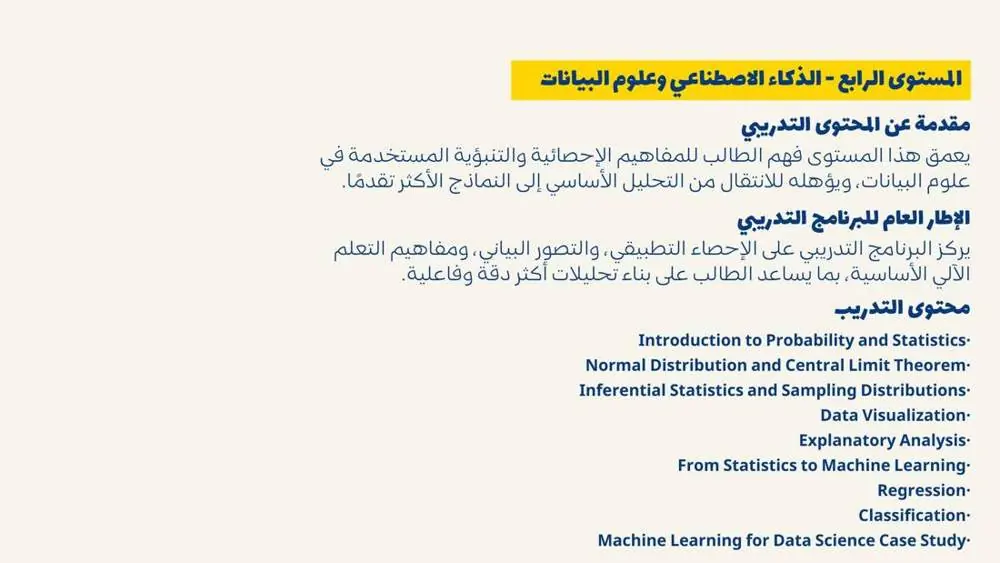 المستوى الرابع - الذكاء الاصطناعي وعلوم البيانات
مقدمة عن المحتوى التدريبي
يعمق هذا المستوى فهم الطالب للمفاهيم الإحصائية والتنبؤية المستخدمة في
علوم البيانات، ويؤهله للانتقال من التحليل الأساسي إلى النماذج الأكثر تقدمًا.
الإطار العام للبرنامج التدريبي
يركز البرنامج التدريبي على الإحصاء التطبيقي، والتصور البياني، ومفاهيم التعلم
الآلي الأساسية، بما يساعد الطالب على بناء تحليلات أكثر دقة وفاعلية.
محتوى التدريب
Introduction to Probability and Statistics·
Normal Distribution and Central Limit Theorem·
Inferential Statistics and Sampling Distributions·
Data Visualization·
Explanatory Analysis·
From Statistics to Machine Learning·
Regression·
Classification·
Machine Learning for Data Science Case Study·